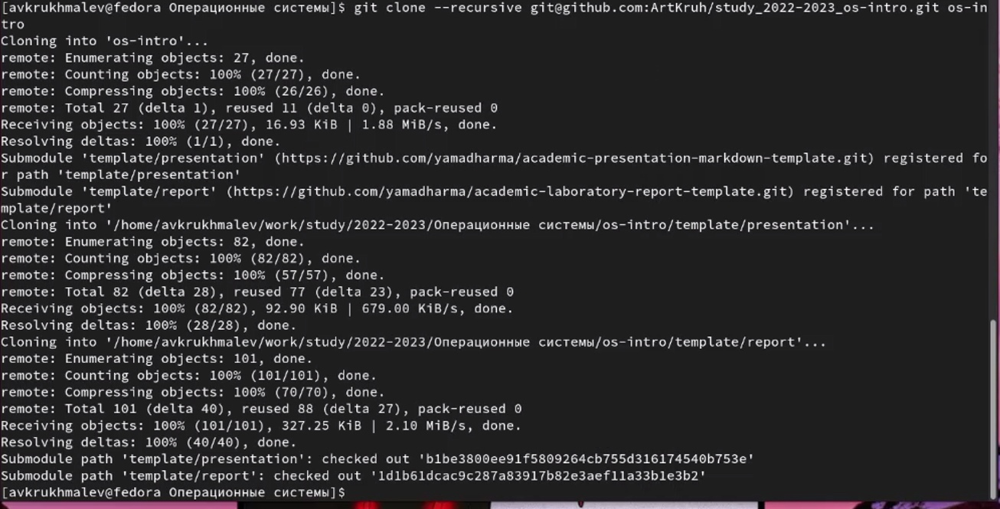 [avkrukhmalev@fedora Операционные системы]$ git clone --recursive git@github.com:ArtKruh/study_2022-2023_os-intro.git os-in
tro
Cloning into 'os-intro'...
remote: Enumerating objects: 27, done.
remote: Counting objects: 100% (27/27), done.
remote: Compressing objects: 100% (26/26), done.
remote: Total 27 (delta 1), reused 11 (delta 0), pack-reused 0
Receiving objects: 100% (27/27), 16.93 KiB | 1.88 MiB/s, done.
Resolving deltas: 100% (1/1), done.
Submodule 'template/presentation' (https://github.com/yamadharma/academic-presentation-markdown-template.git) registered fo
r path 'template/presentation'
Submodule 'template/report' (https://github.com/yamadharma/academic-laboratory-report-template.git) registered for path 'te
mplate/report'
Cloning into '/home/avkrukhmalev/work/study/2022-2023/Операционные системы/os-intro/template/presentation'...
remote: Enumerating objects: 82, done.
remote: Counting objects: 100% (82/82), done.
remote: Compressing objects: 100% (57/57), done.
remote: Total 82 (delta 28), reused 77 (delta 23), pack-reused 0
Receiving objects: 100% (82/82), 92.90 KiB | 679.00 KiB/s, done.
Resolving deltas: 100% (28/28), done.
Cloning into '/home/avkrukhmalev/work/study/2022-2023/Операционные системы/os-intro/template/report'...
remote: Enumerating objects: 101, done.
remote: Counting objects: 100% (101/101), done.
remote: Compressing objects: 100% (70/70), done.
remote: Total 101 (delta 40), reused 88 (delta 27), pack-reused 0
Receiving objects: 100% (101/101), 327.25 KiB | 2.10 MiB/s, done.
Resolving deltas: 100% (40/40), done.
Submodule path 'template/presentation': checked out 'b1be3800ee91f5809264cb755d316174540b753e'
Submodule path 'template/report': checked out '1d1b61dcac9c287a83917b82e3aef11a33b1e3b2'
[avkrukhmalev@fedora Операционные системы]$